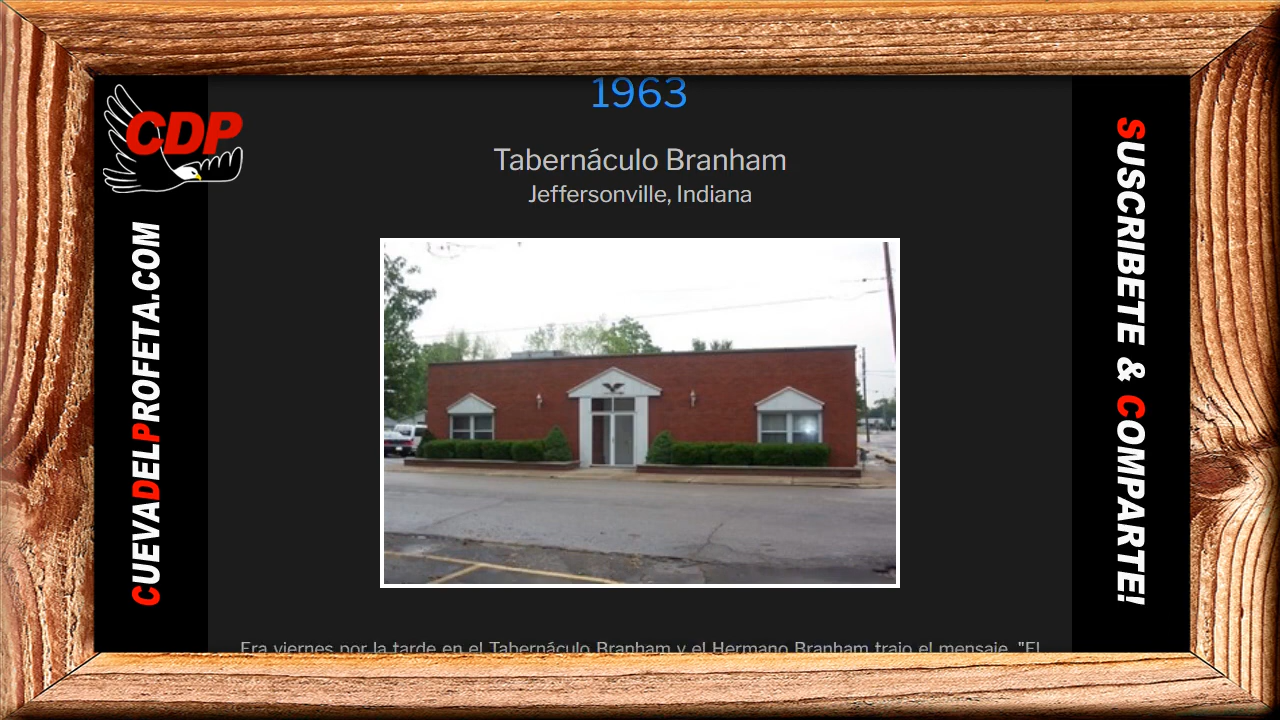 1963
Tabernáculo Branham
Jeffersonville, Indiana
Era viernes por la tarde en el Tabernáculo Branham y el Hermano Branham trajo el mensaje, "El
CDP
CUEVADELPROFETA.COM
SUSCRIBETE & COMPARTE!